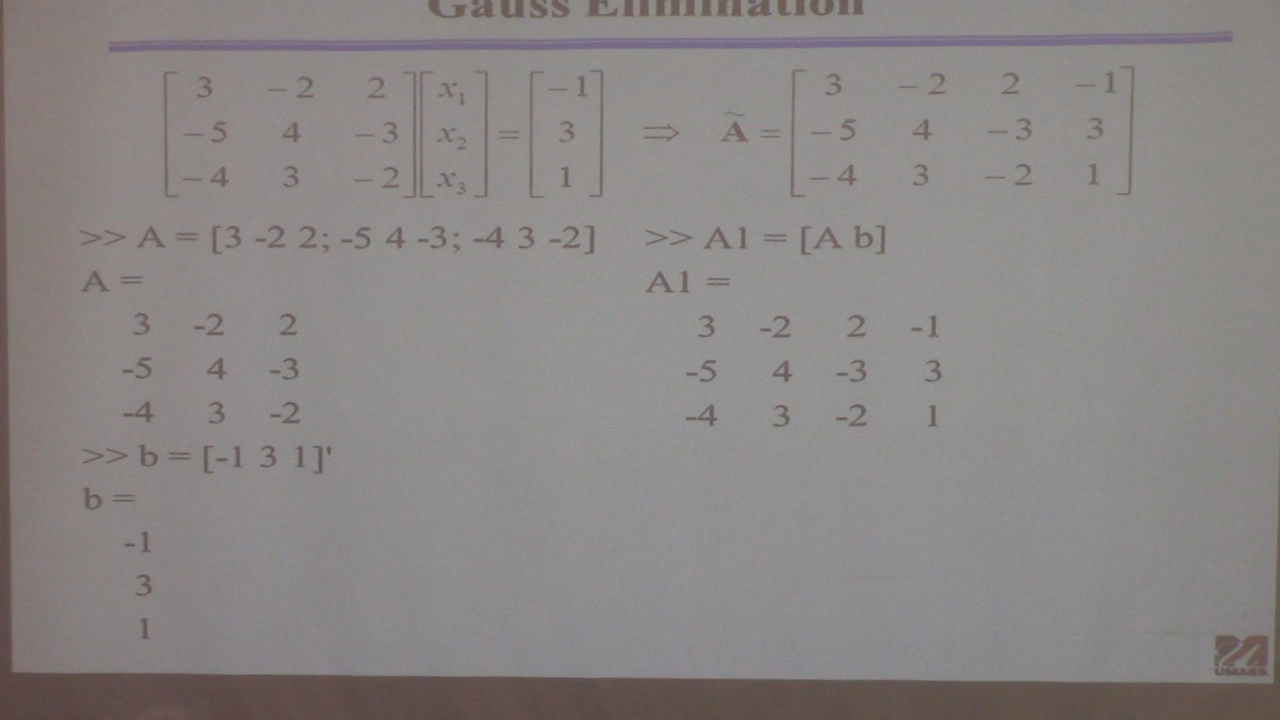 Gauss Elimination
3 -2 2 x1 -1 3 -2 2 -1
-5 4 -3 x2 = 3 ⇒ Ã = -5 4 -3 3
-4 3 -2 x3 1 -4 3 -2 1
>> A = [3 -2 2; -5 4 -3; -4 3 -2]
A =
3 -2 2
-5 4 -3
-4 3 -2
>> b = [-1 3 1]'
b =
-1
3
1
>> A1 = [A b]
A1 =
3 -2 2 -1
-5 4 -3 3
-4 3 -2 1
UMASS